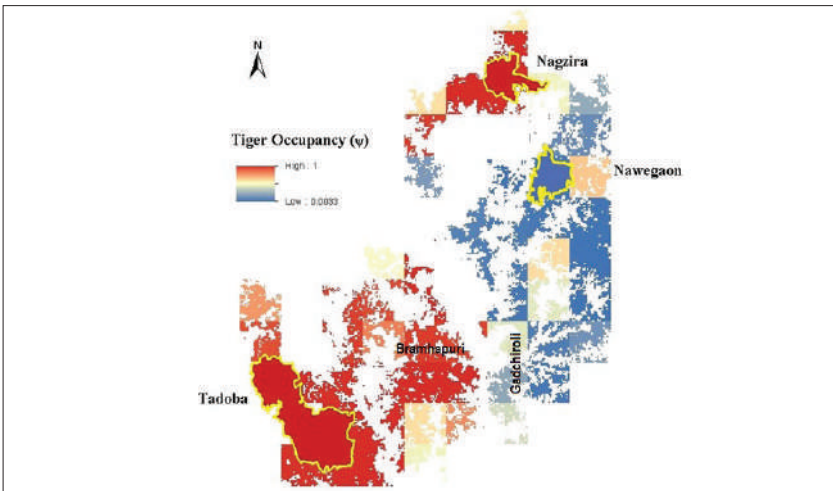 N
Nagzira
Tiger Occupancy (ψ)
High : 1
Low : 0.0033
Nawegaon
Bramhapuri
Gadchiroli
Tadoba